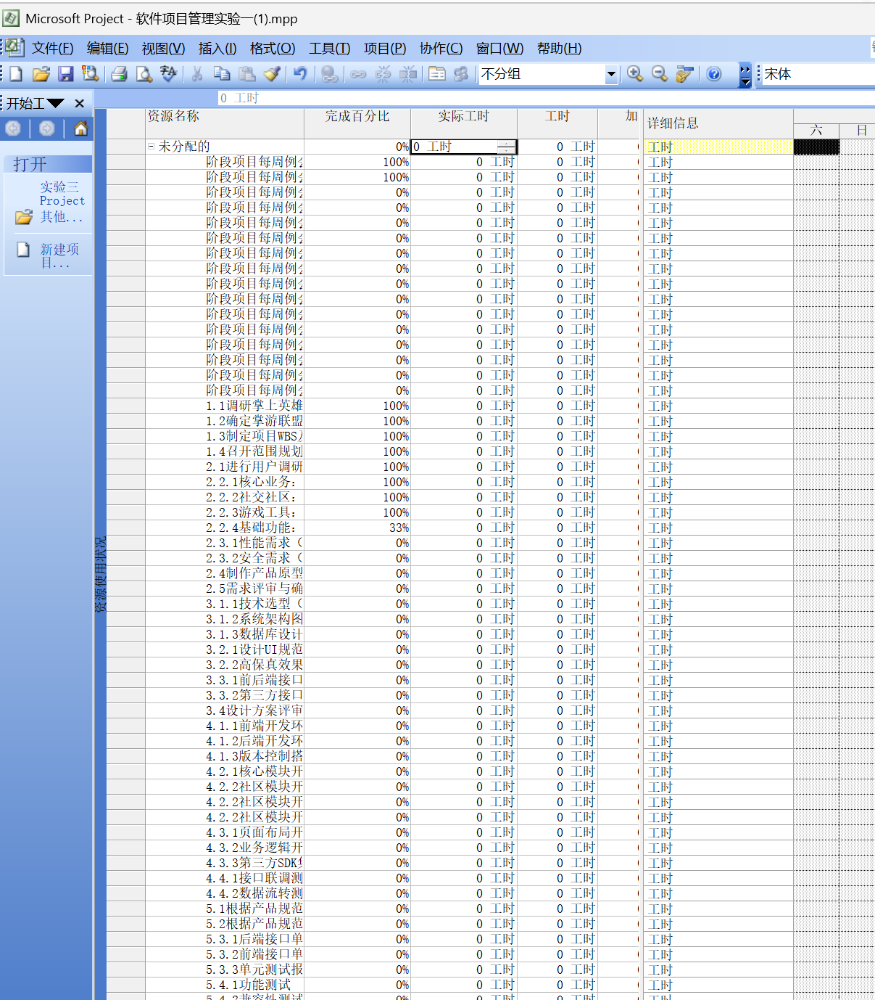 Microsoft Project - 软件项目管理实验一(1).mpp
文件(F) 编辑(E) 视图(V) 插入(I) 格式(O) 工具(T) 项目(P) 协作(C) 窗口(W) 帮助(H)
不分组 宋体
开始工
0 工时
打开
实验三
Project
其他...
新建项
目...
资源使用状况
资源名称 完成百分比 实际工时 工时 加 详细信息 六 日
未分配的 0% 0 工时 0 工时 工时
阶段项目每周例会 100% 0 工时 0 工时 工时
阶段项目每周例会 100% 0 工时 0 工时 工时
阶段项目每周例会 0% 0 工时 0 工时 工时
阶段项目每周例会 0% 0 工时 0 工时 工时
阶段项目每周例会 0% 0 工时 0 工时 工时
阶段项目每周例会 0% 0 工时 0 工时 工时
阶段项目每周例会 0% 0 工时 0 工时 工时
阶段项目每周例会 0% 0 工时 0 工时 工时
阶段项目每周例会 0% 0 工时 0 工时 工时
阶段项目每周例会 0% 0 工时 0 工时 工时
阶段项目每周例会 0% 0 工时 0 工时 工时
阶段项目每周例会 0% 0 工时 0 工时 工时
阶段项目每周例会 0% 0 工时 0 工时 工时
阶段项目每周例会 0% 0 工时 0 工时 工时
阶段项目每周例会 0% 0 工时 0 工时 工时
阶段项目每周例会 0% 0 工时 0 工时 工时
1.1调研掌上英雄 100% 0 工时 0 工时 工时
1.2确定掌游联盟 100% 0 工时 0 工时 工时
1.3制定项目WBS及 100% 0 工时 0 工时 工时
1.4召开范围规划 100% 0 工时 0 工时 工时
2.1进行用户调研 100% 0 工时 0 工时 工时
2.2.1核心业务： 100% 0 工时 0 工时 工时
2.2.2社交社区： 100% 0 工时 0 工时 工时
2.2.3游戏工具： 100% 0 工时 0 工时 工时
2.2.4基础功能： 33% 0 工时 0 工时 工时
2.3.1性能需求（ 0% 0 工时 0 工时 工时
2.3.2安全需求（ 0% 0 工时 0 工时 工时
2.4制作产品原型 0% 0 工时 0 工时 工时
2.5需求评审与确 0% 0 工时 0 工时 工时
3.1.1技术选型（ 0% 0 工时 0 工时 工时
3.1.2系统架构图 0% 0 工时 0 工时 工时
3.1.3数据库设计 0% 0 工时 0 工时 工时
3.2.1设计UI规范 0% 0 工时 0 工时 工时
3.2.2高保真效果 0% 0 工时 0 工时 工时
3.3.1前后端接口 0% 0 工时 0 工时 工时
3.3.2第三方接口 0% 0 工时 0 工时 工时
3.4设计方案评审 0% 0 工时 0 工时 工时
4.1.1前端开发环 0% 0 工时 0 工时 工时
4.1.2后端开发环 0% 0 工时 0 工时 工时
4.1.3版本控制搭 0% 0 工时 0 工时 工时
4.2.1核心模块开 0% 0 工时 0 工时 工时
4.2.2社区模块开 0% 0 工时 0 工时 工时
4.2.2社区模块开 0% 0 工时 0 工时 工时
4.2.2社区模块开 0% 0 工时 0 工时 工时
4.3.1页面布局开 0% 0 工时 0 工时 工时
4.3.2业务逻辑开 0% 0 工时 0 工时 工时
4.3.3第三方SDK集 0% 0 工时 0 工时 工时
4.4.1接口联调测 0% 0 工时 0 工时 工时
4.4.2数据流转测 0% 0 工时 0 工时 工时
5.1根据产品规范 0% 0 工时 0 工时 工时
5.2根据产品规范 0% 0 工时 0 工时 工时
5.3.1后端接口单 0% 0 工时 0 工时 工时
5.3.2前端接口单 0% 0 工时 0 工时 工时
5.3.3单元测试报 0% 0 工时 0 工时 工时
5.4.1功能测试 0% 0 工时 0 工时 工时
5.4.2兼容性测试 0% 0 工时 0 工时 工时